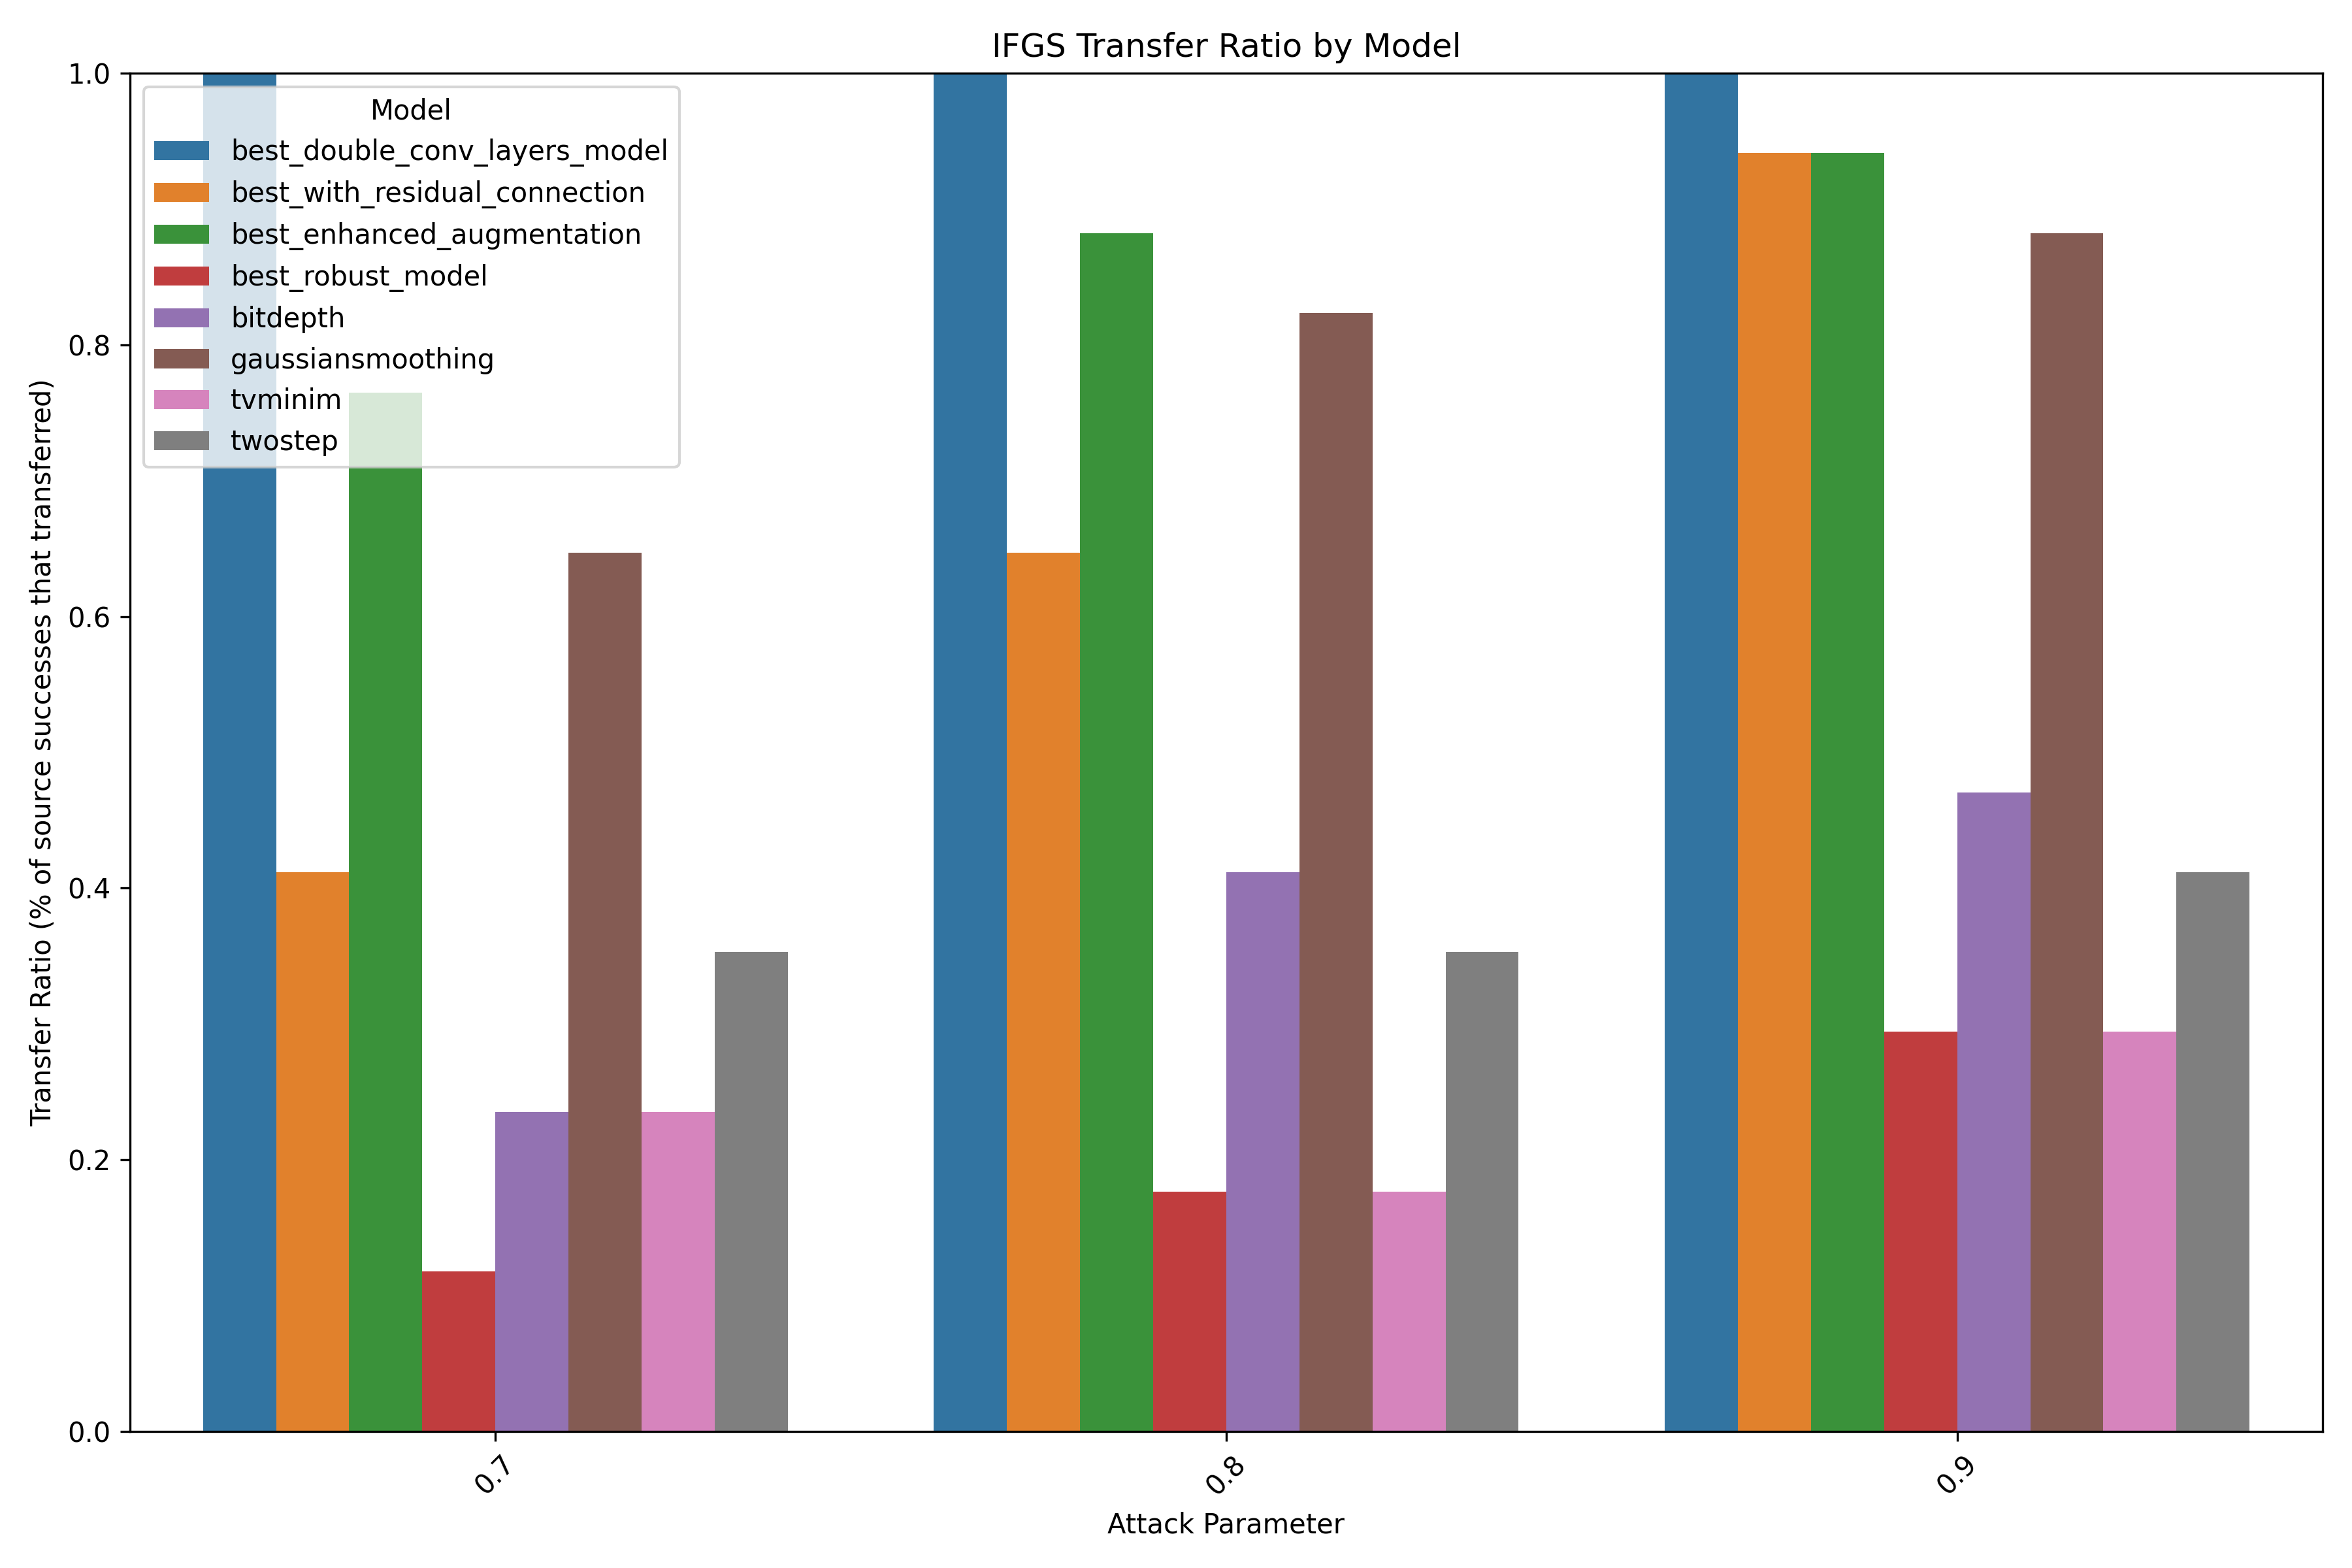 IFGS Transfer Ratio by Model
Transfer Ratio (% of source successes that transferred)
1.0
0.8
0.6
0.4
0.2
0.0
Model
best_double_conv_layers_model
best_with_residual_connection
best_enhanced_augmentation
best_robust_model
bitdepth
gaussiansmoothing
tvminim
twostep
0.7
0.8
0.9
Attack Parameter